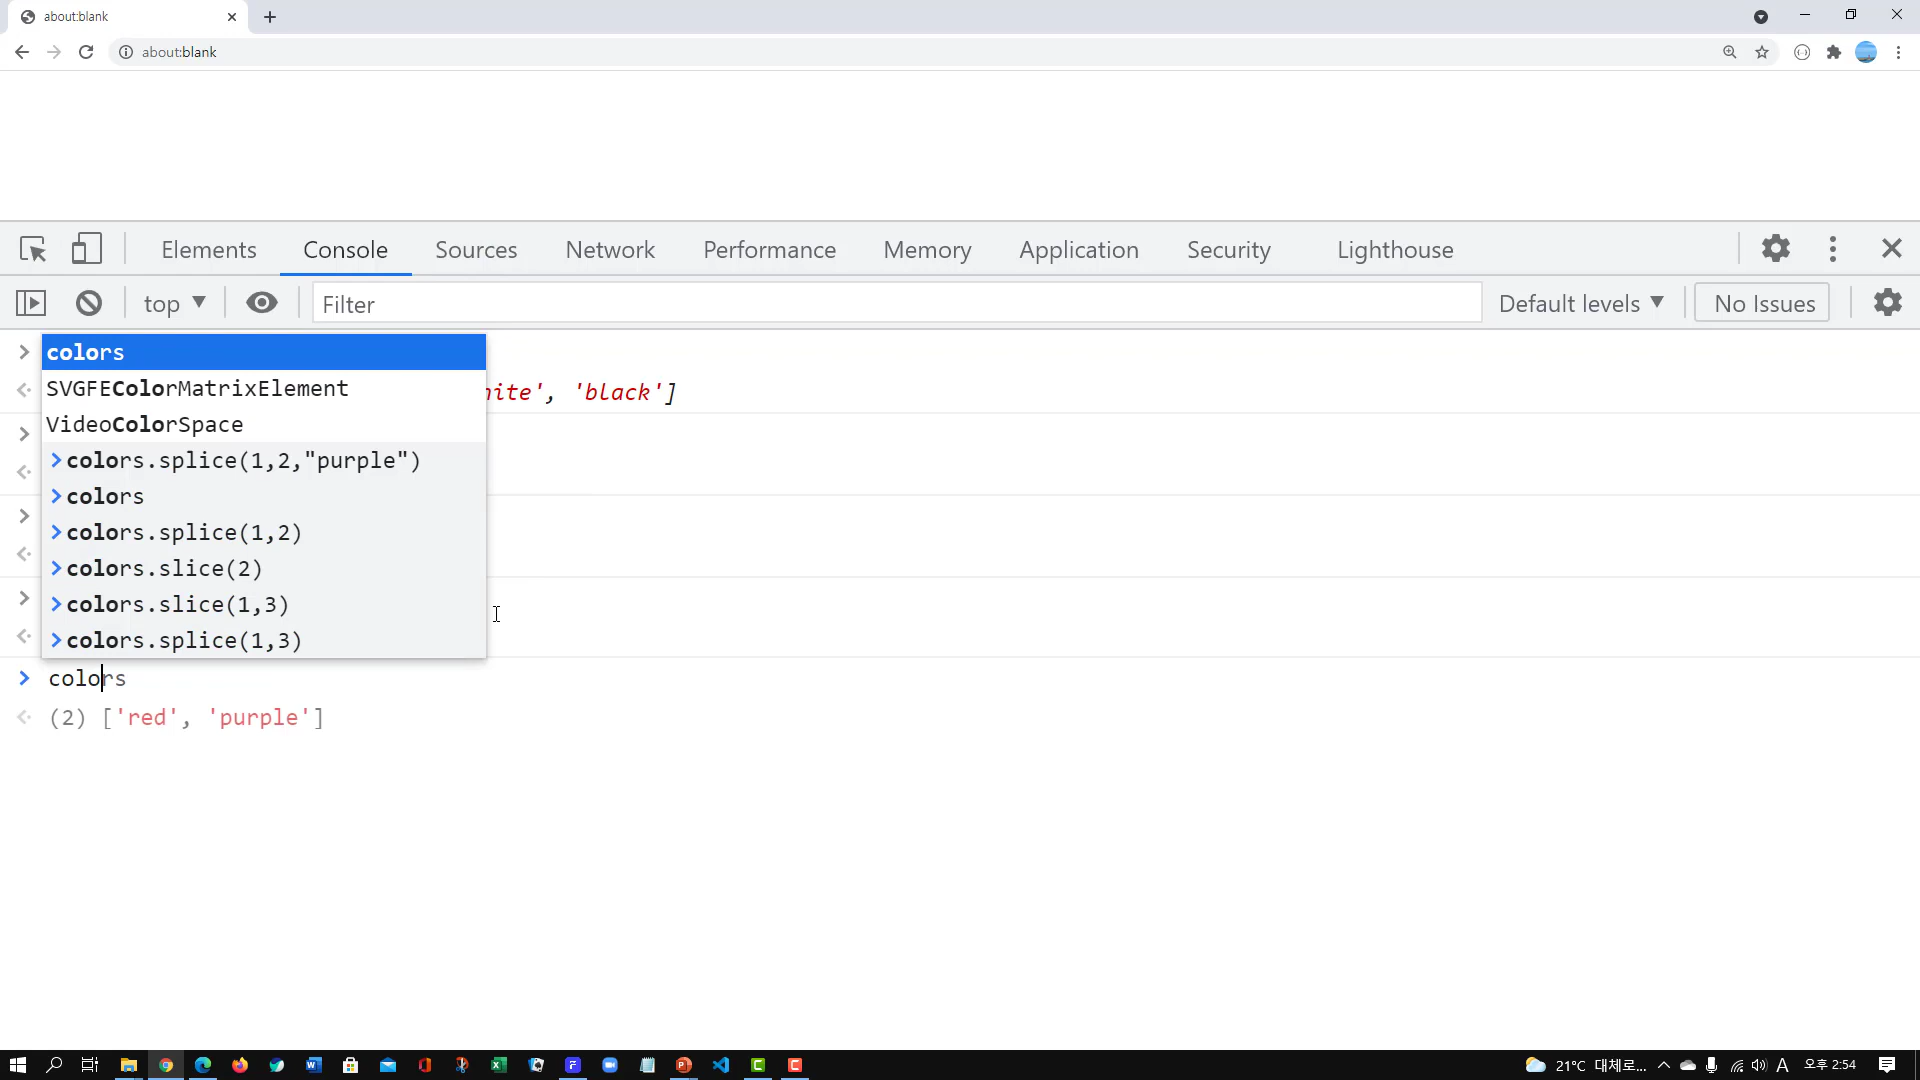 about:blank
about:blank
Elements Console Sources Network Performance Memory Application Security Lighthouse
top Filter Default levels No Issues
colors
SVGFEColorMatrixElement
'black']
VideoColorSpace
colors.splice(1,2,"purple")
colors
colors.splice(1,2)
colors.slice(2)
colors.slice(1,3)
colors.splice(1,3)
colors
(2) ['red', 'purple']
21°C 대체로... A 오후 2:54